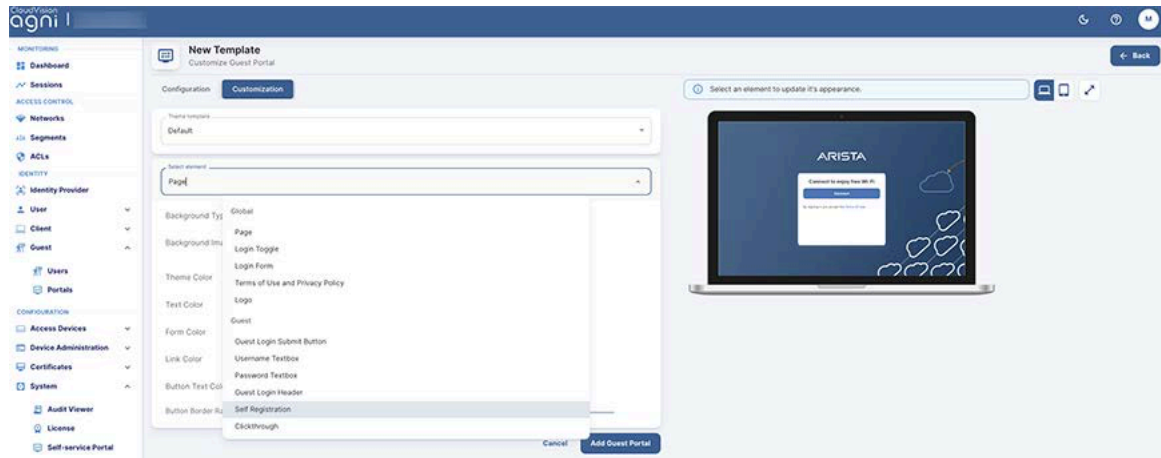 CloudVision
agni
M
MONITORING
Dashboard
Sessions
ACCESS CONTROL
Networks
Segments
ACLs
IDENTITY
Identity Provider
User
Client
Guest
Users
Portals
CONFIGURATION
Access Devices
Device Administration
Certificates
System
Audit Viewer
License
Self-service Portal
New Template
Customize Guest Portal
← Back
Configuration
Customization
Theme template
Default
Select element
Page
Background Typ
Background Ima
Theme Color
Text Color
Form Color
Link Color
Button Text Col
Button Border Ra
Global
Page
Login Toggle
Login Form
Terms of Use and Privacy Policy
Logo
Guest
Guest Login Submit Button
Username Textbox
Password Textbox
Guest Login Header
Self Registration
Clickthrough
Cancel
Add Guest Portal
Select an element to update it's appearance.
ARISTA
Connect to enjoy free Wi-Fi